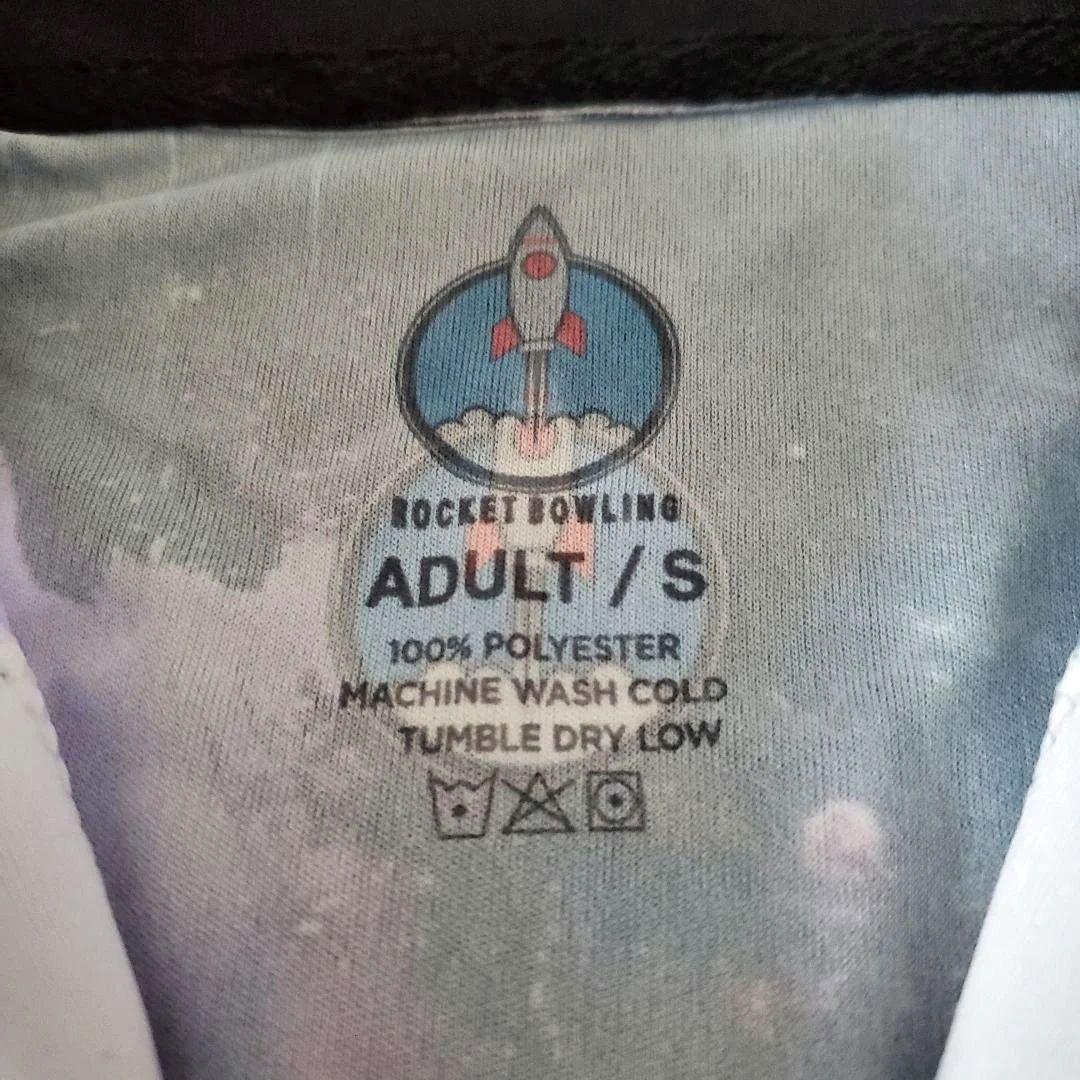 ROCKET BOWLING
ADULT / S
100% POLYESTER
MACHINE WASH COLD
TUMBLE DRY LOW